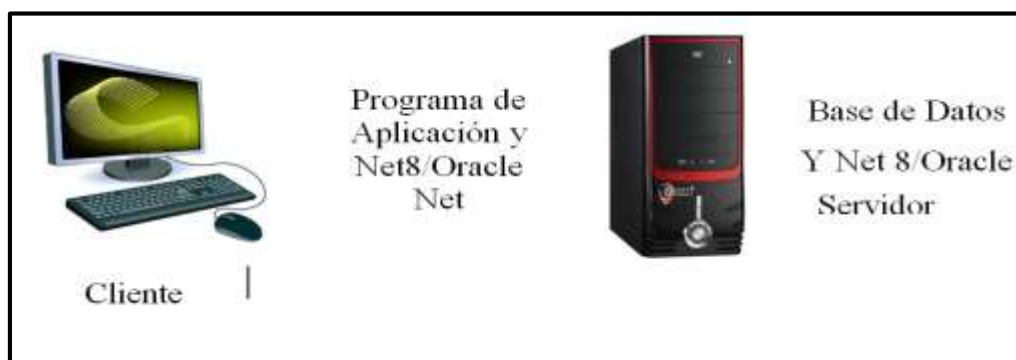 Programa de
Aplicación y
Net8/Oracle
Net
Cliente
Base de Datos
Y Net 8/Oracle
Servidor